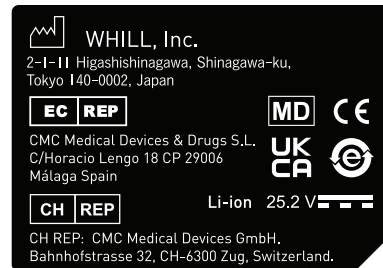 WHILL, Inc.
2-1-11 Higashishinagawa, Shinagawa-ku,
Tokyo 140-0002, Japan
EC REP
MD CE
CMC Medical Devices & Drugs S.L.
C/Horacio Lengo 18 CP 29006
Málaga Spain
UK
CA
e
CH REP
Li-ion 25.2 V
CH REP: CMC Medical Devices GmbH.
Bahnhofstrasse 32, CH-6300 Zug, Switzerland.